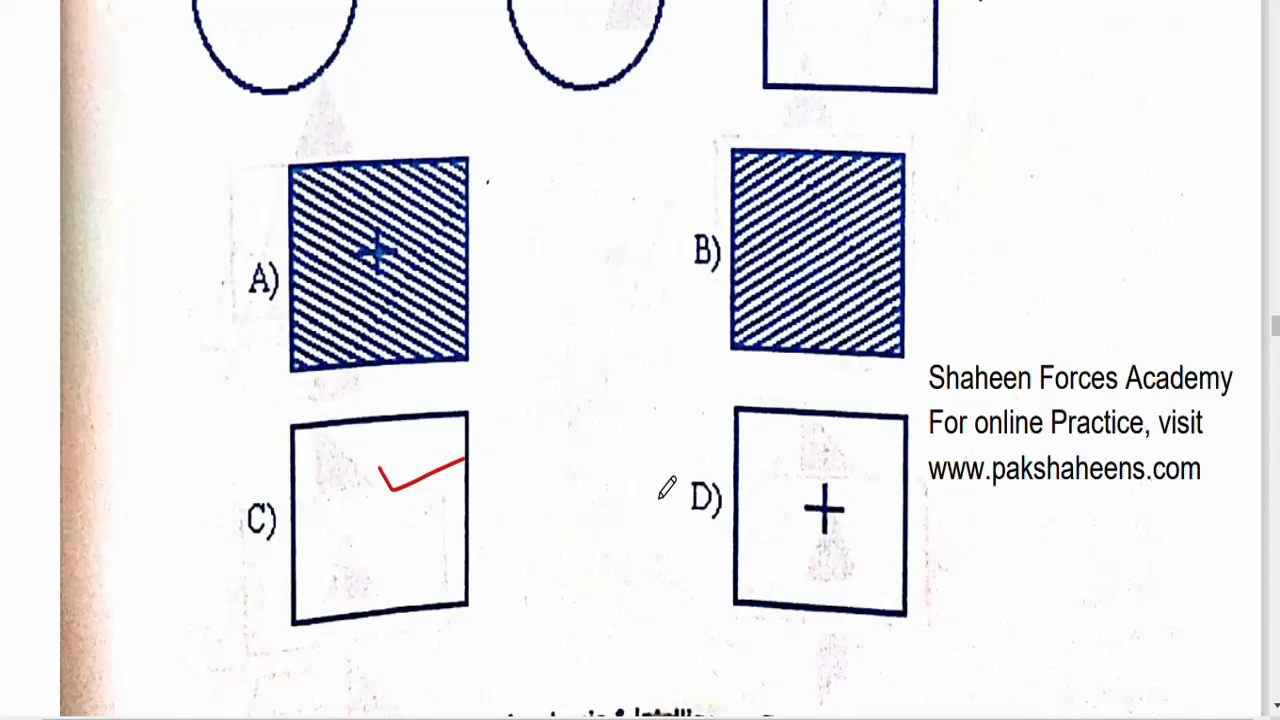 A)
B)
Shaheen Forces Academy
For online Practice, visit
www.pakshaheens.com
C)
D)